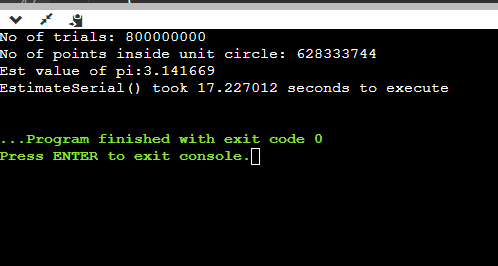 No of trials: 800000000
No of points inside unit circle: 628333744
Est value of pi:3.141669
EstimateSerial() took 17.227012 seconds to execute
...Program finished with exit code 0
Press ENTER to exit console.